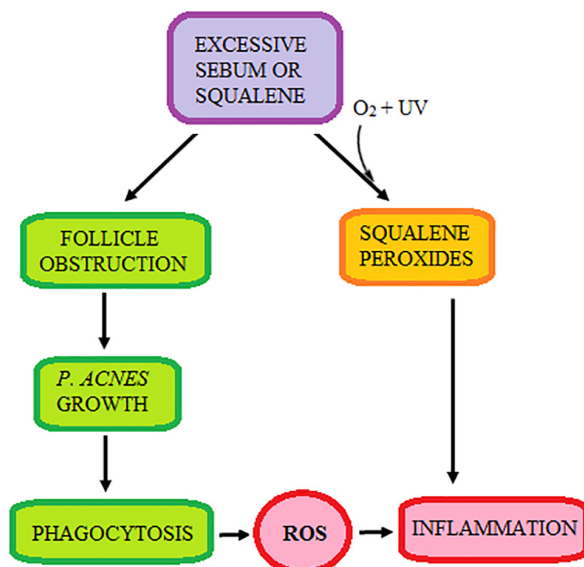 EXCESSIVE
SEBUM OR
SQUALENE
O₂ + UV
FOLLICLE
OBSTRUCTION
SQUALENE
PEROXIDES
P. ACNES
GROWTH
PHAGOCYTOSIS
ROS
INFLAMMATION